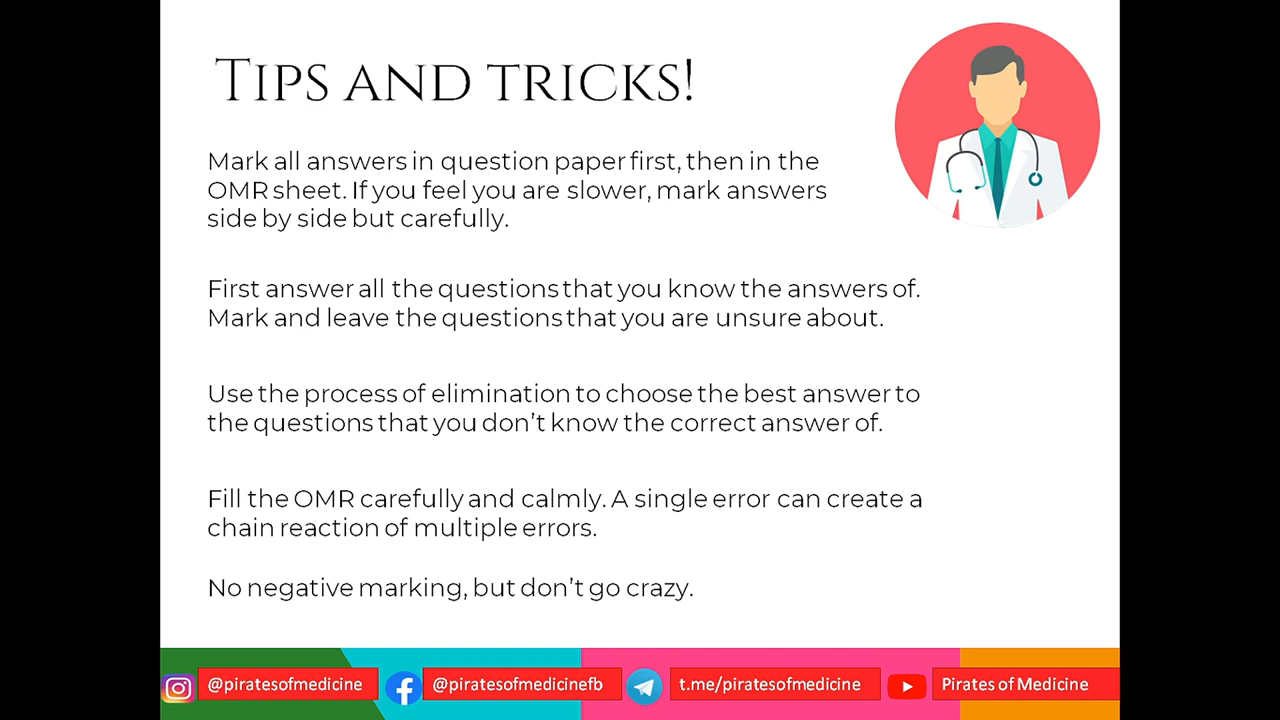 Tips and tricks!
Mark all answers in question paper first, then in the
OMR sheet. If you feel you are slower, mark answers
side by side but carefully.
First answer all the questions that you know the answers of.
Mark and leave the questions that you are unsure about.
Use the process of elimination to choose the best answer to
the questions that you don't know the correct answer of.
Fill the OMR carefully and calmly. A single error can create a
chain reaction of multiple errors.
No negative marking, but don't go crazy.
@piratesofmedicine
@piratesofmedicinefb
t.me/piratesofmedicine
Pirates of Medicine